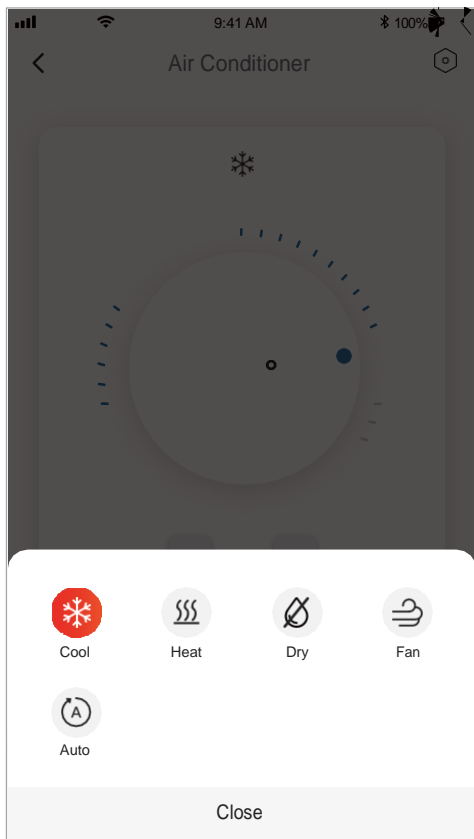 9:41 AM
100%
Air Conditioner
Cool
Heat
Dry
Fan
A
Auto
Close